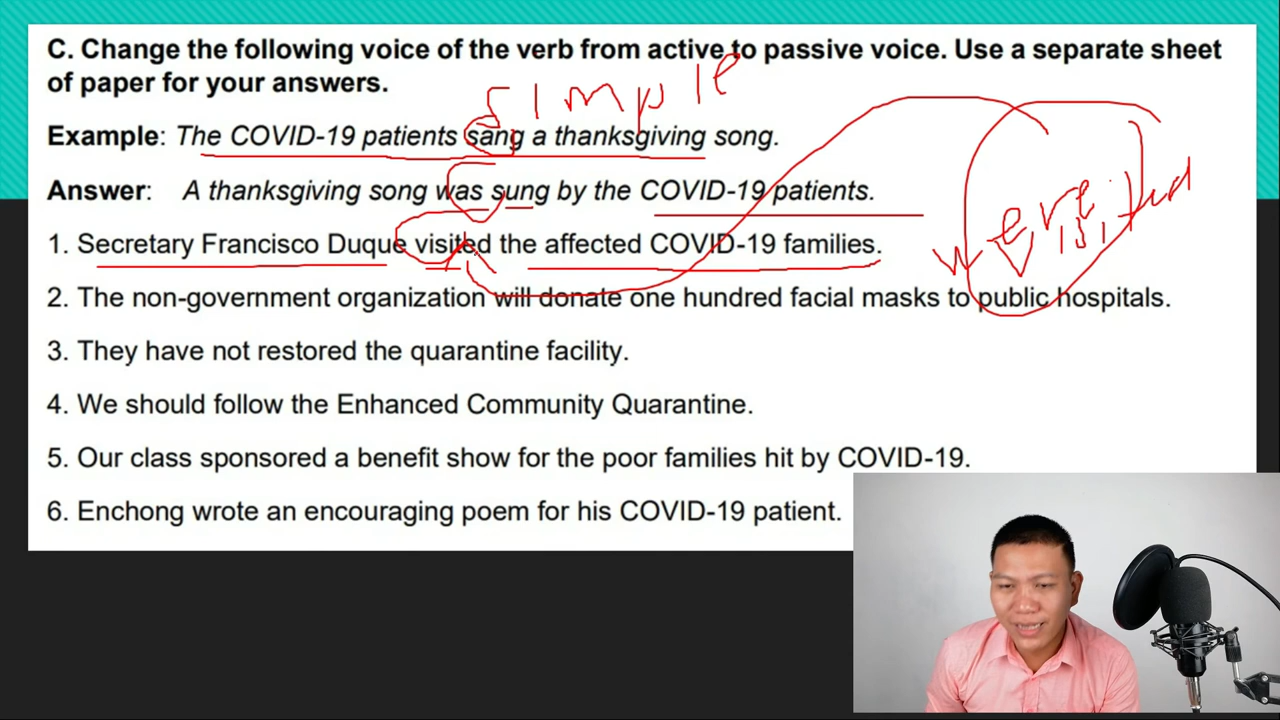 C. Change the following voice of the verb from active to passive voice. Use a separate sheet
of paper for your answers.
simple
Example: The COVID-19 patients sang a thanksgiving song.
Answer: A thanksgiving song was sung by the COVID-19 patients.
were visited
1. Secretary Francisco Duque visited the affected COVID-19 families.
2. The non-government organization will donate one hundred facial masks to public hospitals.
3. They have not restored the quarantine facility.
4. We should follow the Enhanced Community Quarantine.
5. Our class sponsored a benefit show for the poor families hit by COVID-19.
6. Enchong wrote an encouraging poem for his COVID-19 patient.